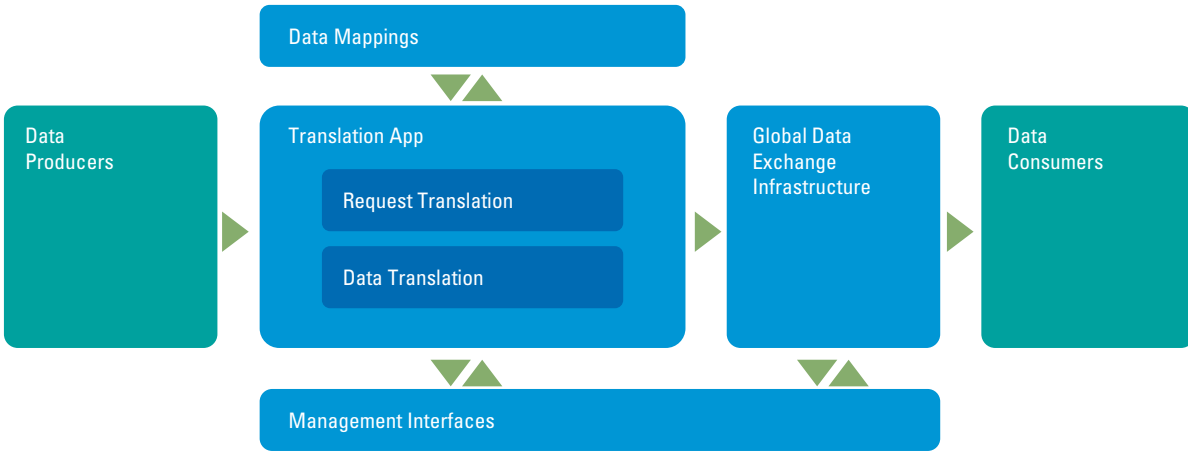 Data Mappings
Data
Producers
Translation App
Request Translation
Data Translation
Global Data
Exchange
Infrastructure
Data
Consumers
Management Interfaces